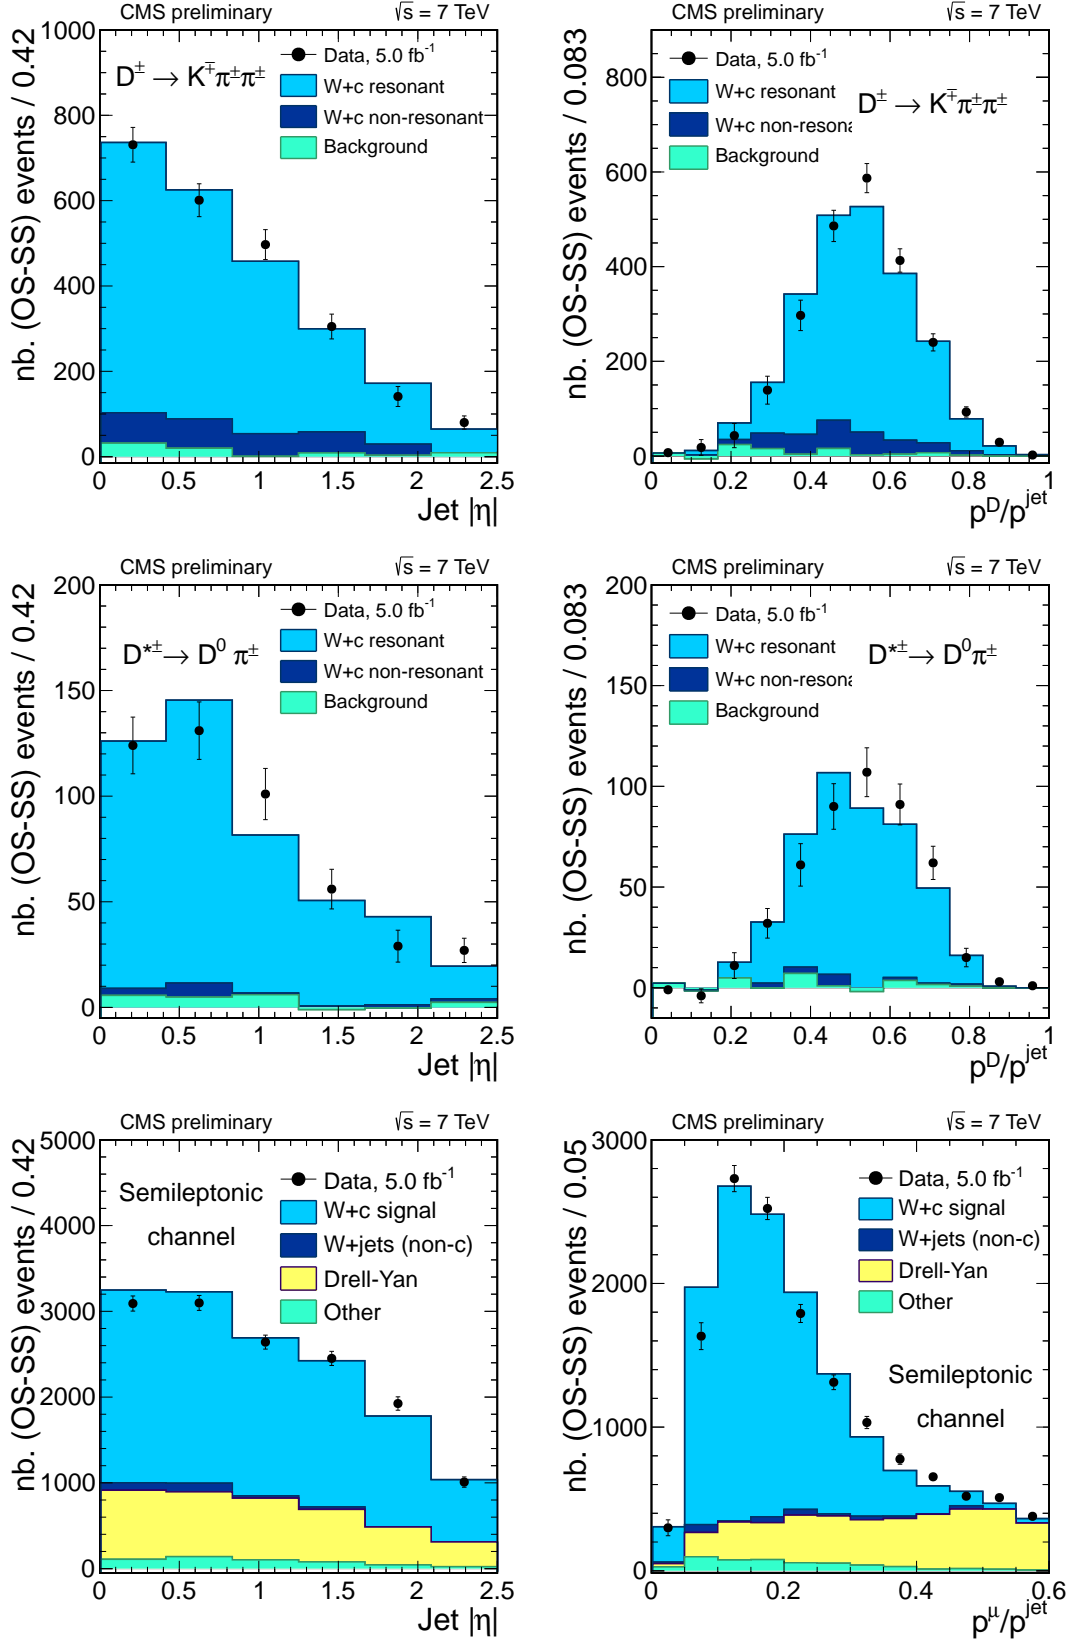 CMS preliminary √s = 7 TeV
nb. (OS-SS) events / 0.42
1000
800
600
400
200
0
D± → K∓π±π±
Data, 5.0 fb⁻¹
W+c resonant
W+c non-resonant
Background
0 0.5 1 1.5 2 2.5
Jet |η|
CMS preliminary √s = 7 TeV
nb. (OS-SS) events / 0.083
800
600
400
200
0
Data, 5.0 fb⁻¹
W+c resonant
W+c non-resona
Background
D± → K∓π±π±
0 0.2 0.4 0.6 0.8 1
pᴰ/pʲᵉᵗ
CMS preliminary √s = 7 TeV
nb. (OS-SS) events / 0.42
200
150
100
50
0
D*± → D⁰ π±
Data, 5.0 fb⁻¹
W+c resonant
W+c non-resonant
Background
0 0.5 1 1.5 2 2.5
Jet |η|
CMS preliminary √s = 7 TeV
nb. (OS-SS) events / 0.083
200
150
100
50
0
Data, 5.0 fb⁻¹
W+c resonant
W+c non-resona
Background
D*± → D⁰π±
0 0.2 0.4 0.6 0.8 1
pᴰ/pʲᵉᵗ
CMS preliminary √s = 7 TeV
nb. (OS-SS) events / 0.42
5000
4000
3000
2000
1000
0
Semileptonic
channel
Data, 5.0 fb⁻¹
W+c signal
W+jets (non-c)
Drell-Yan
Other
0 0.5 1 1.5 2 2.5
Jet |η|
CMS preliminary √s = 7 TeV
nb. (OS-SS) events / 0.05
3000
2000
1000
0
Data, 5.0 fb⁻¹
W+c signal
W+jets (non-c)
Drell-Yan
Other
Semileptonic
channel
0 0.2 0.4 0.6
p^μ/pʲᵉᵗ